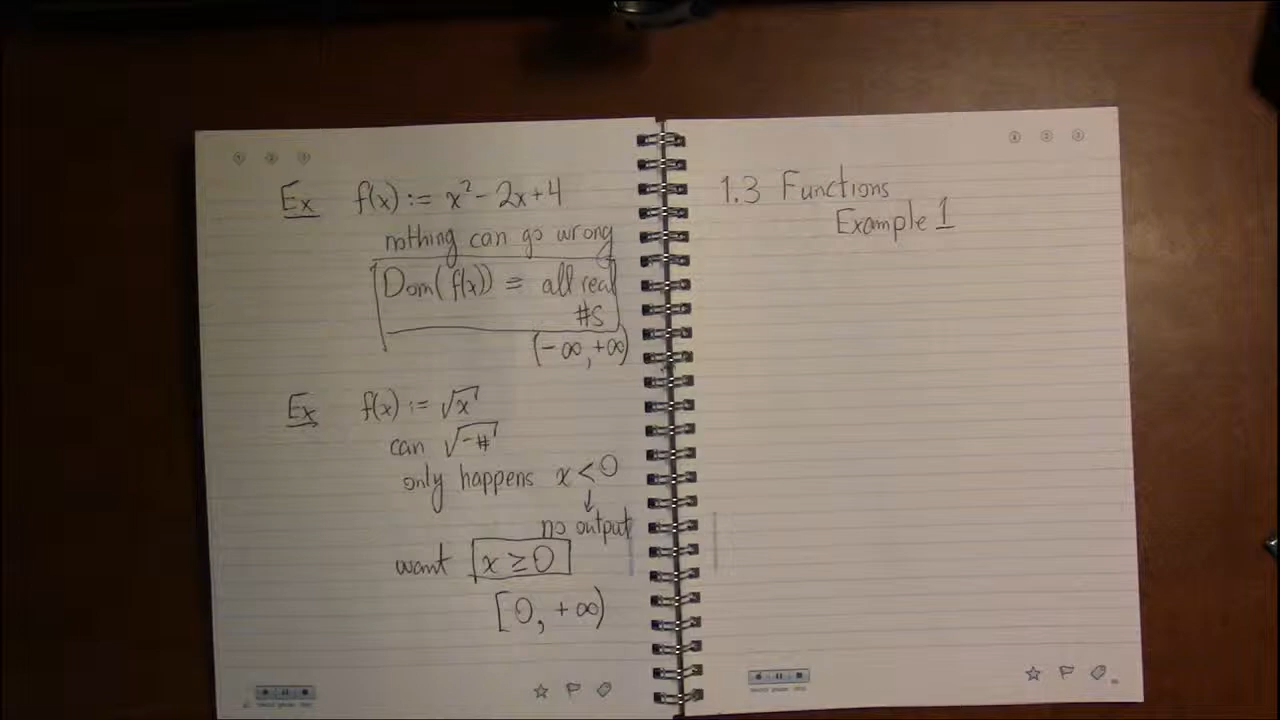 Ex f(x) := x² - 2x + 4
nothing can go wrong
Dom(f(x)) = all real
#s
(-∞, +∞)
Ex f(x) := √x
can √-#
only happens x < 0
↓
no output
want x ≥ 0
[0, +∞)
1.3 Functions
Example 1